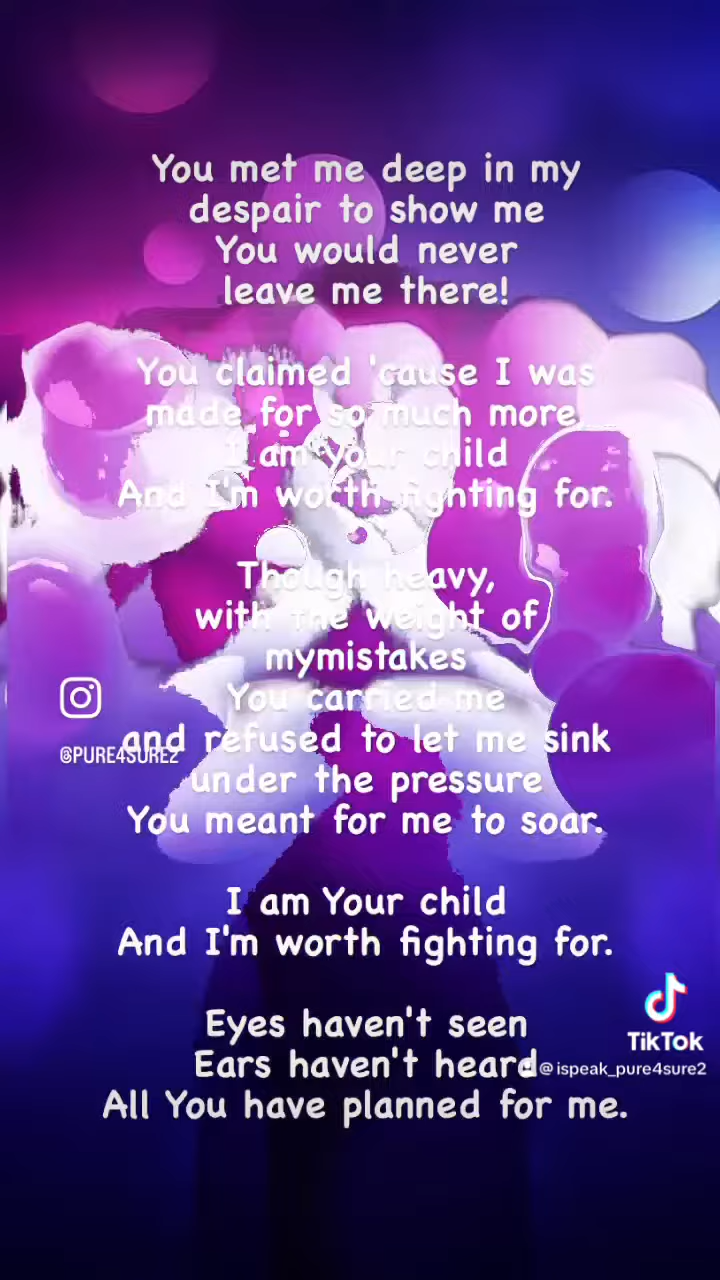 You met me deep in my
despair to show me
You would never
leave me there!
You claimed 'cause I was
made for so much more
I am your child
And I'm worth fighting for.
Though heavy,
with the weight of
mymistakes
You carried me
and refused to let me sink
under the pressure
You meant for me to soar.
I am Your child
And I'm worth fighting for.
Eyes haven't seen
Ears haven't heard
All You have planned for me.
@PURE4SURE2
TikTok
@ispeak_pure4sure2